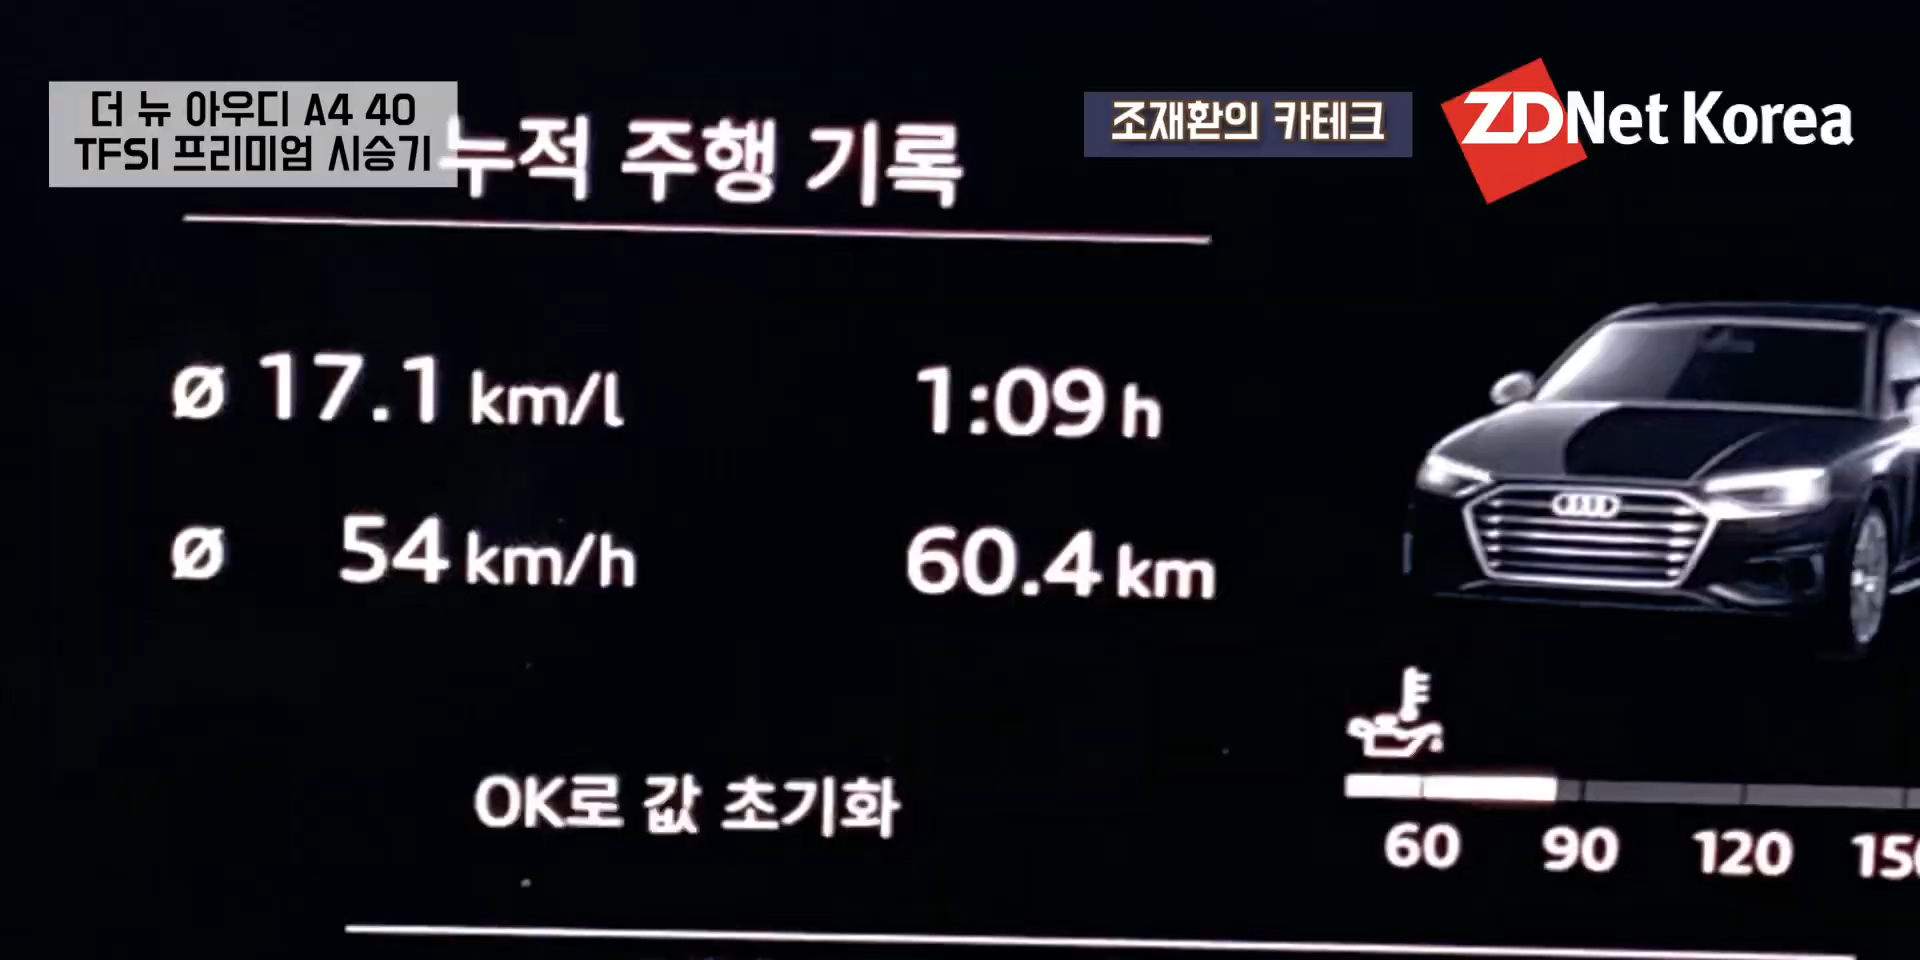 더 뉴 아우디 A4 40
TFSI 프리미엄 시승기
조재환의 카테크
ZDNet Korea
누적 주행 기록
ø 17.1 km/l
1:09 h
ø 54 km/h
60.4 km
OK로 값 초기화
60 90 120